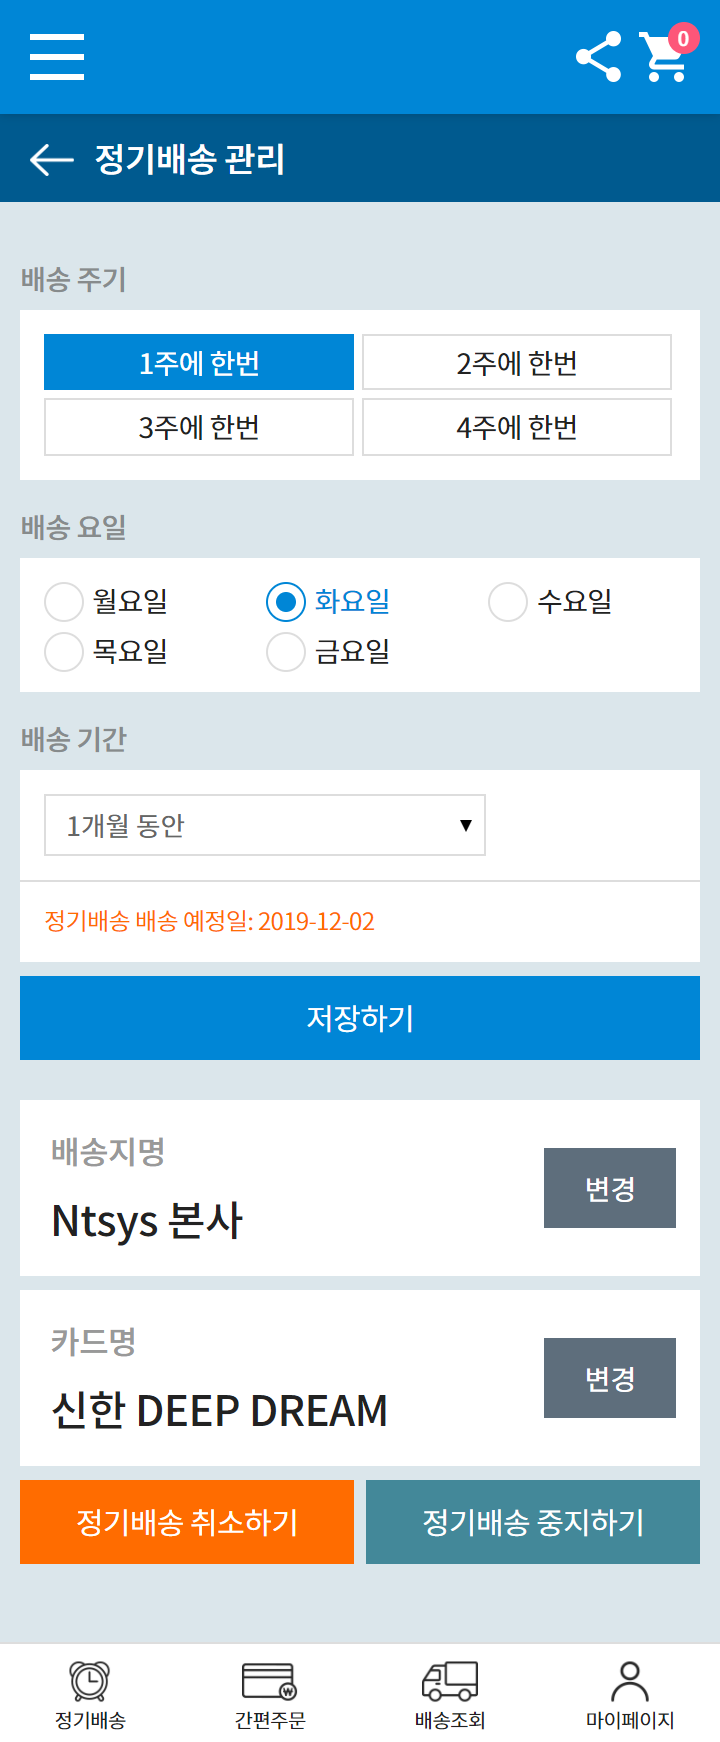 0
정기배송 관리
배송 주기
1주에 한번
2주에 한번
3주에 한번
4주에 한번
배송 요일
월요일
화요일
수요일
목요일
금요일
배송 기간
1개월 동안
정기배송 배송 예정일: 2019-12-02
저장하기
배송지명
Ntsys 본사
변경
카드명
신한 DEEP DREAM
변경
정기배송 취소하기
정기배송 중지하기
정기배송
간편주문
배송조회
마이페이지